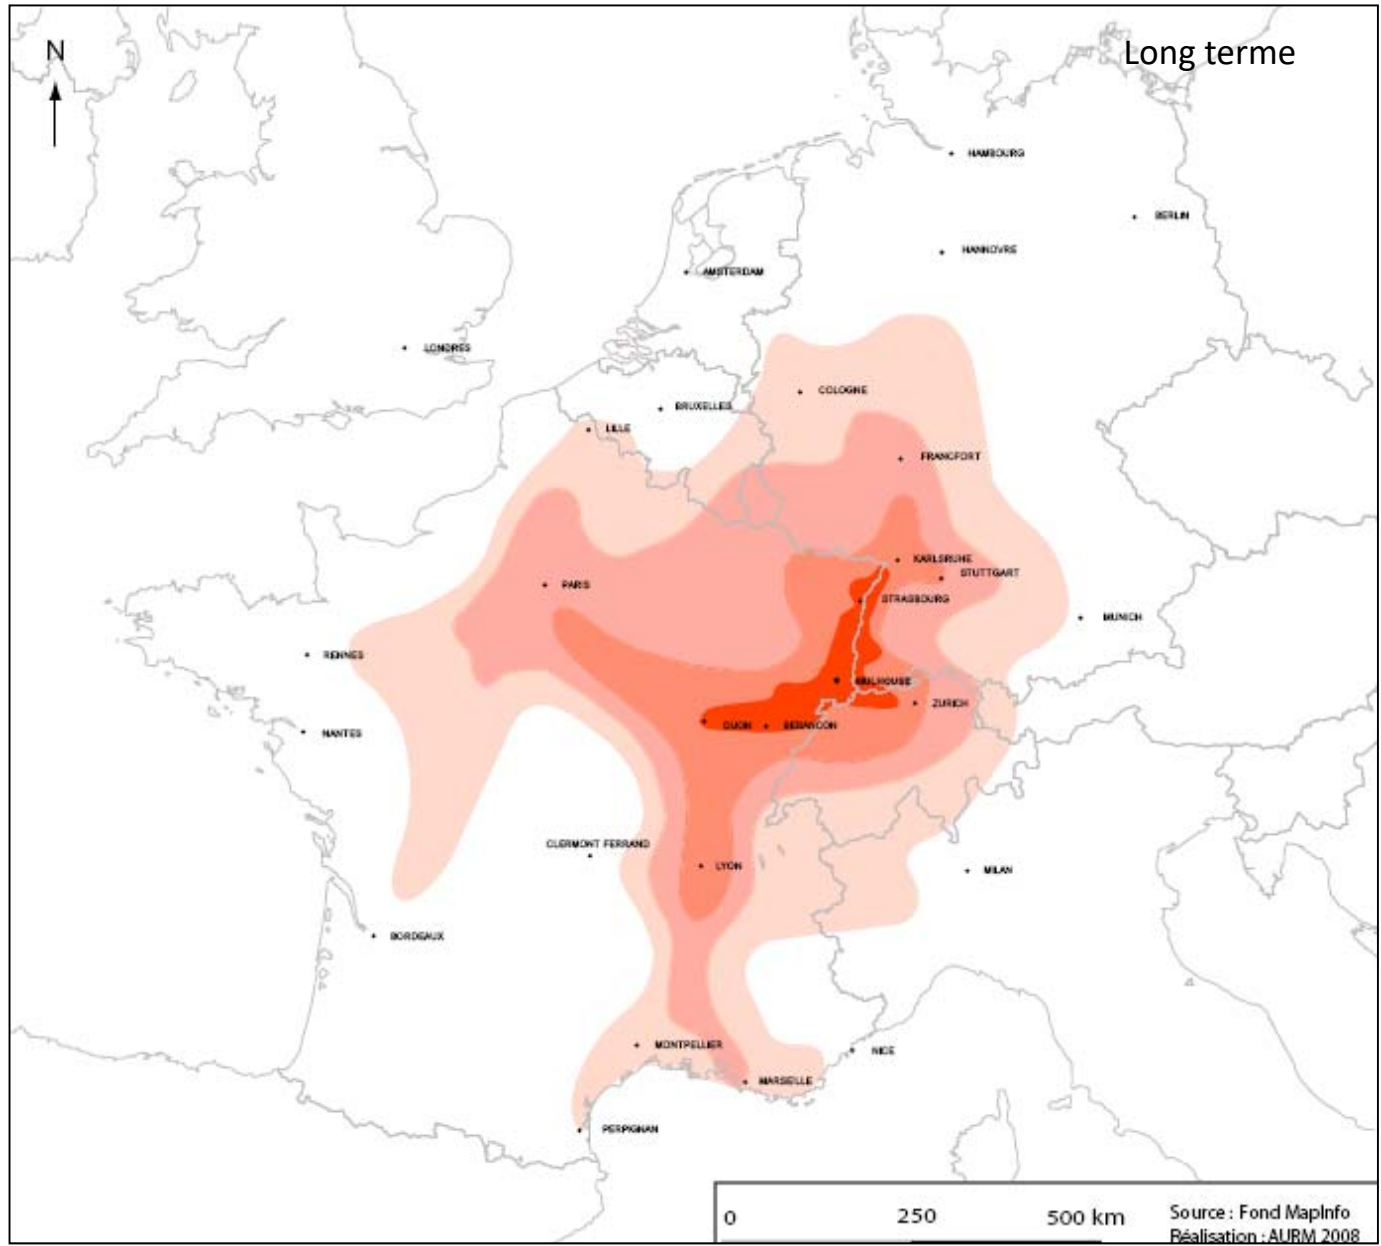 Long terme
N
HAMBOURG
BERLIN
HANNOVRE
AMSTERDAM
LONDRES
COLOGNE
BRUXELLES
LILLE
FRANCFORT
KARLSRUHE
STUTTGART
PARIS
STRASBOURG
MUNICH
RENNES
MULHOUSE
ZURICH
DIJON
BESANCON
NANTES
CLERMONT FERRAND
LYON
MILAN
BORDEAUX
MONTPELLIER
NICE
MARSEILLE
PERPIGNAN
0 250 500 km
Source : Fond MapInfo
Réalisation : AURM 2008